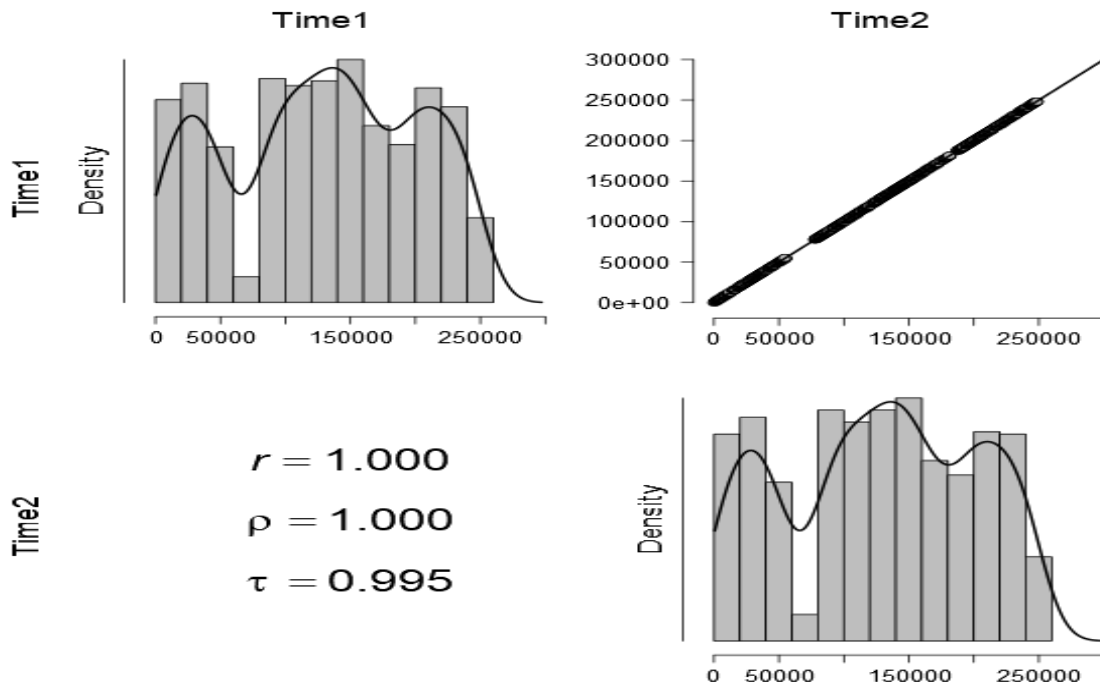 Time1
Time2
Time1
Density
300000
250000
200000
150000
100000
50000
0e+00
0 50000 150000 250000
0 50000 150000 250000
Time2
r = 1.000
ρ = 1.000
τ = 0.995
Density
0 50000 150000 250000